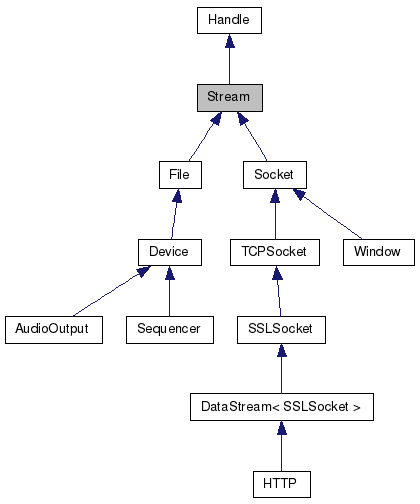 Handle
Stream
File
Socket
Device
TCPSocket
Window
AudioOutput
Sequencer
SSLSocket
DataStream< SSLSocket >
HTTP